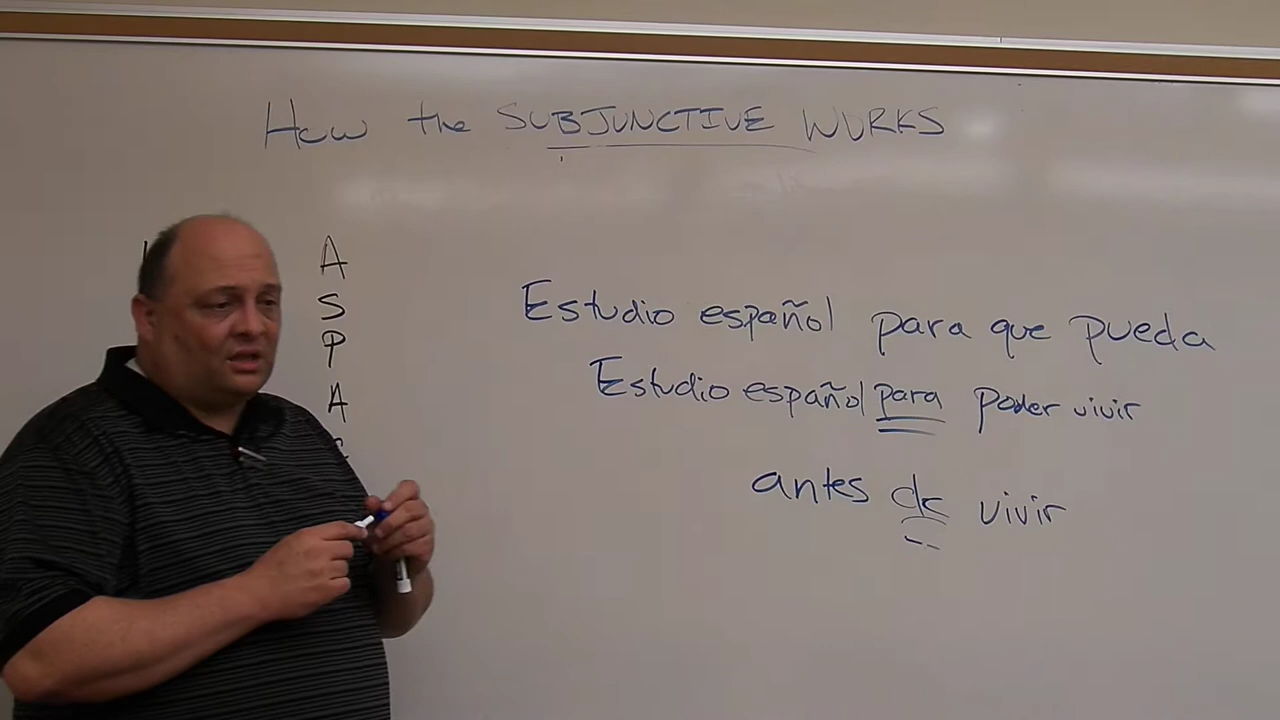 How the SUBJUNCTIVE WORKS
A
S
P
A
Estudio español para que pueda
Estudio español para poder vivir
antes de vivir